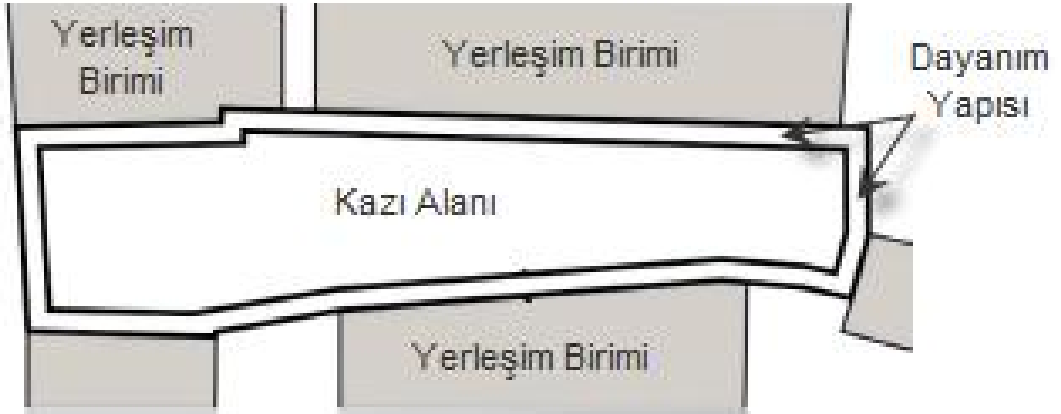 Yerleşim
Birimi
Yerleşim Birimi
Dayanım
Yapısı
Kazı Alanı
Yerleşim Birimi